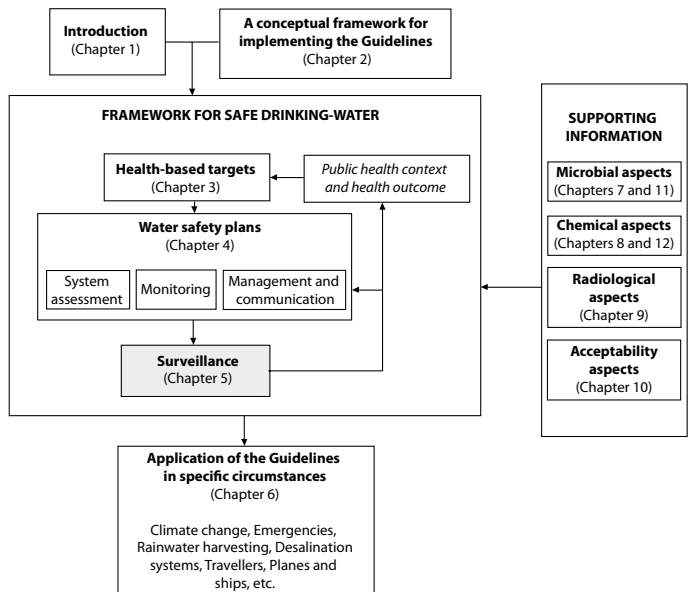 Introduction
(Chapter 1)
A conceptual framework for
implementing the Guidelines
(Chapter 2)
FRAMEWORK FOR SAFE DRINKING-WATER
Health-based targets
(Chapter 3)
Public health context
and health outcome
Water safety plans
(Chapter 4)
System
assessment
Monitoring
Management and
communication
Surveillance
(Chapter 5)
SUPPORTING
INFORMATION
Microbial aspects
(Chapters 7 and 11)
Chemical aspects
(Chapters 8 and 12)
Radiological
aspects
(Chapter 9)
Acceptability
aspects
(Chapter 10)
Application of the Guidelines
in specific circumstances
(Chapter 6)
Climate change, Emergencies,
Rainwater harvesting, Desalination
systems, Travellers, Planes and
ships, etc.